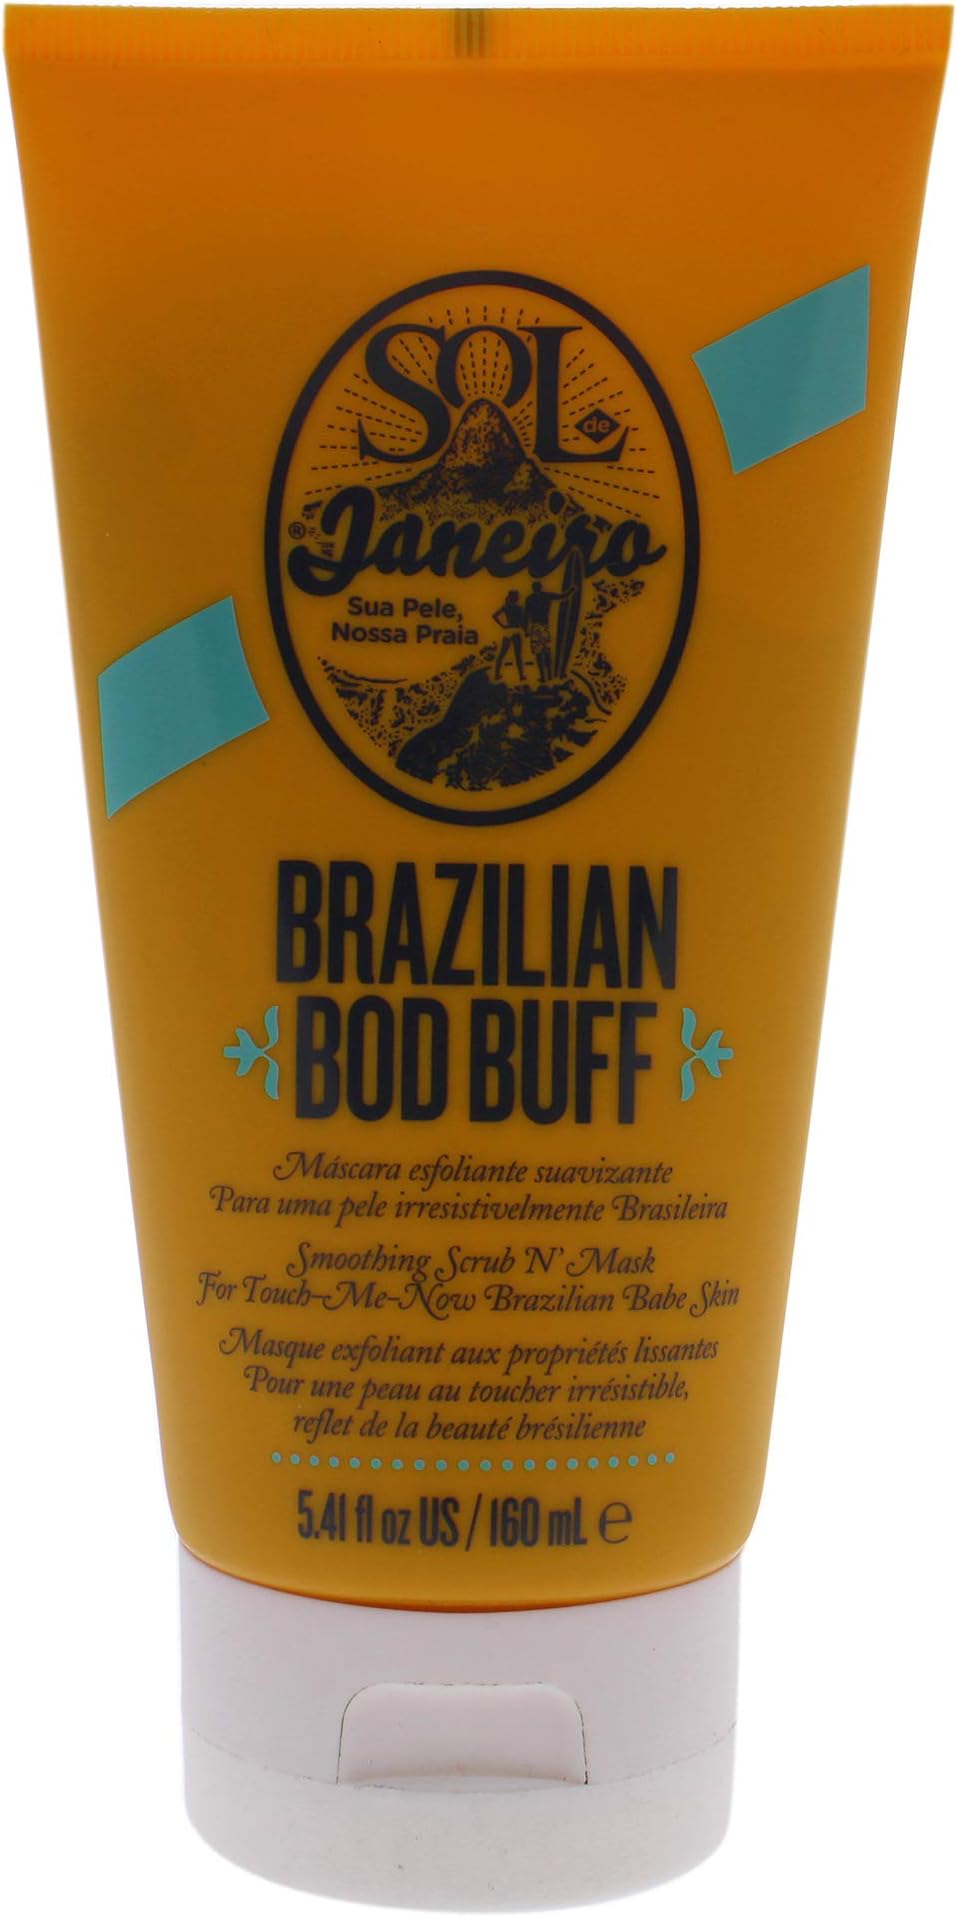 SOL
de
Janeiro®
Sua Pele,
Nossa Praia
BRAZILIAN
BOD BUFF
Máscara esfoliante suavizante
Para uma pele irresistivelmente Brasileira
Smoothing Scrub N' Mask
For Touch-Me-Now Brazilian Babe Skin
Masque exfoliant aux propriétés lissantes
Pour une peau au toucher irrésistible,
reflet de la beauté brésilienne
5.41 fl oz US / 160 mL ℮